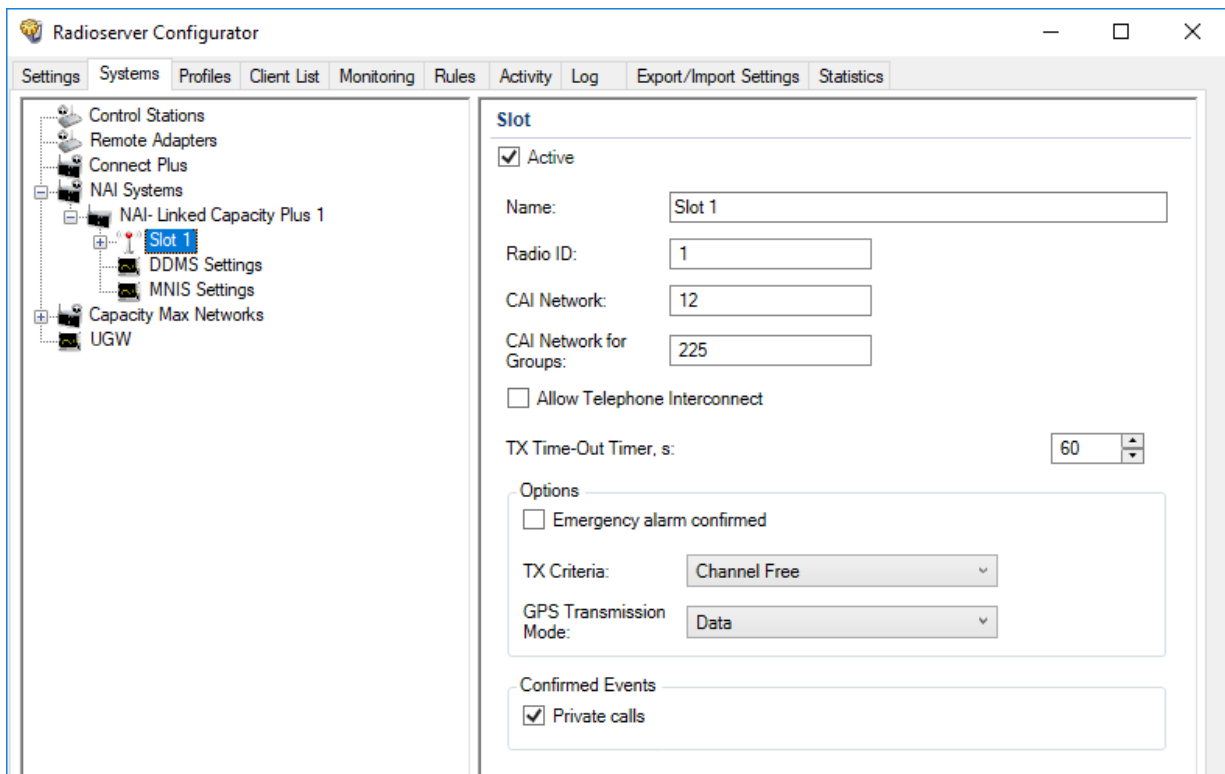 Radioserver Configurator
Settings Systems Profiles Client List Monitoring Rules Activity Log Export/Import Settings Statistics
Control Stations
Remote Adapters
Connect Plus
NAI Systems
NAI- Linked Capacity Plus 1
Slot 1
DDMS Settings
MNIS Settings
Capacity Max Networks
UGW
Slot
Active
Name: Slot 1
Radio ID: 1
CAI Network: 12
CAI Network for
Groups: 225
Allow Telephone Interconnect
TX Time-Out Timer, s: 60
Options
Emergency alarm confirmed
TX Criteria: Channel Free
GPS Transmission
Mode: Data
Confirmed Events
Private calls